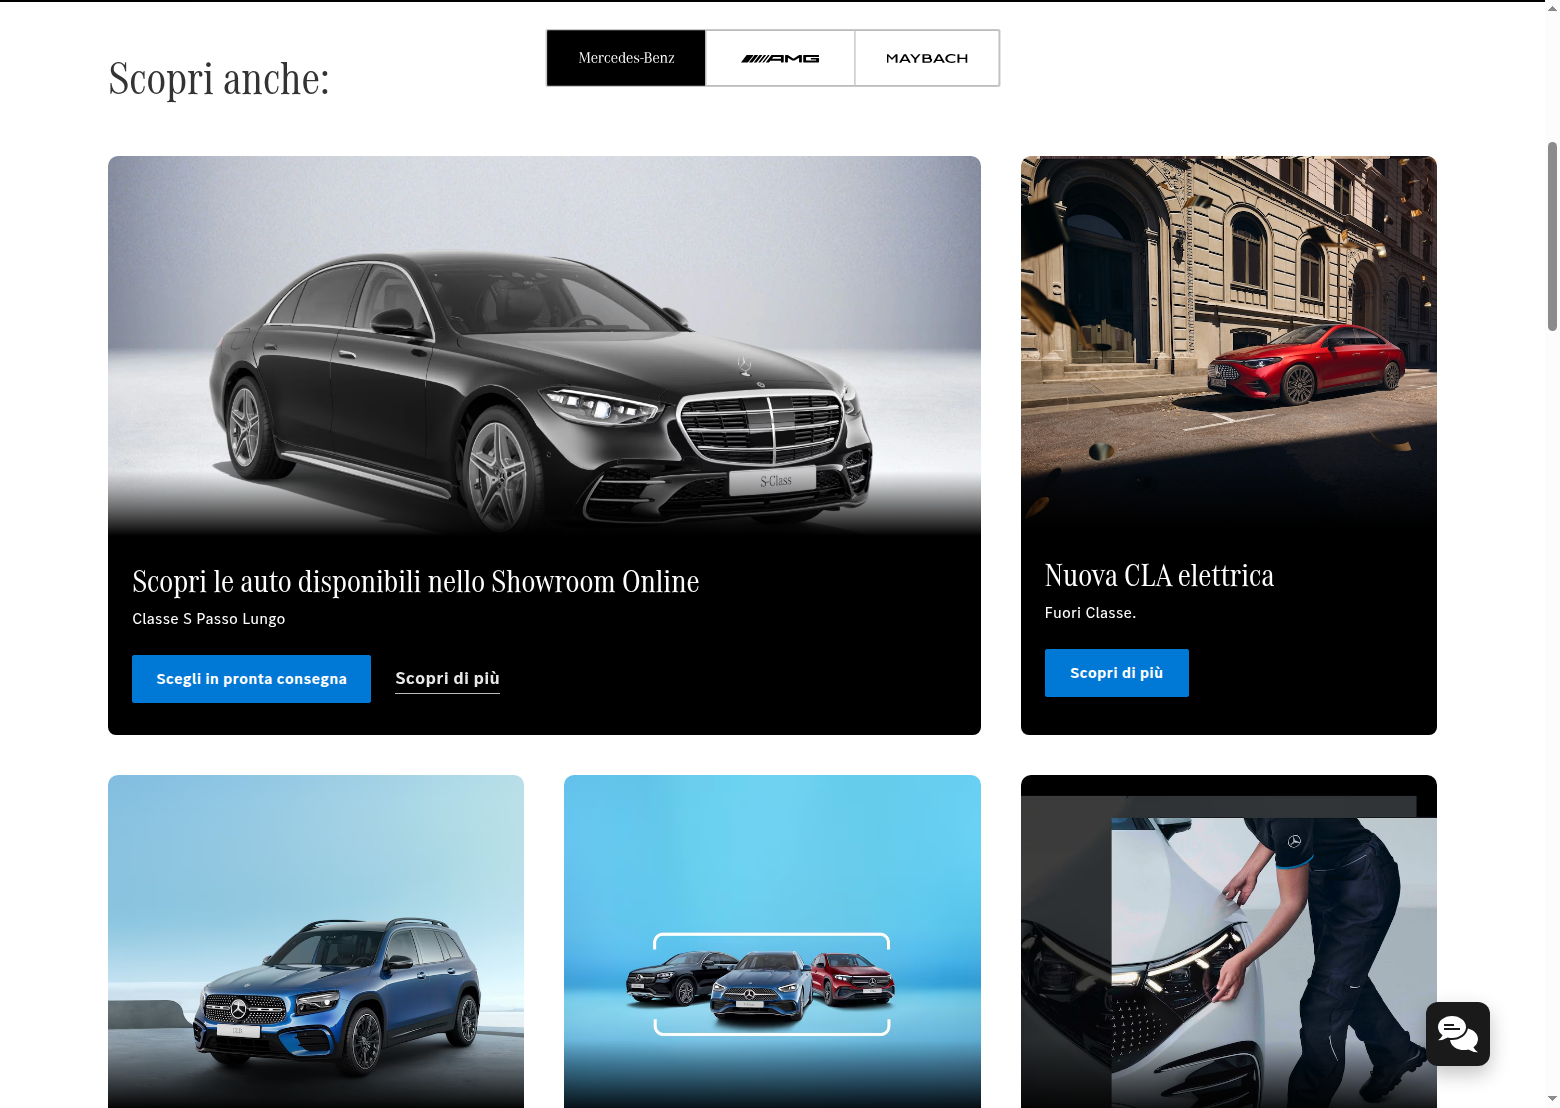 Scopri anche:
Mercedes-Benz
AMG
MAYBACH
S-Class
Scopri le auto disponibili nello Showroom Online
Classe S Passo Lungo
Scegli in pronta consegna
Scopri di più
Nuova CLA elettrica
Fuori Classe.
Scopri di più